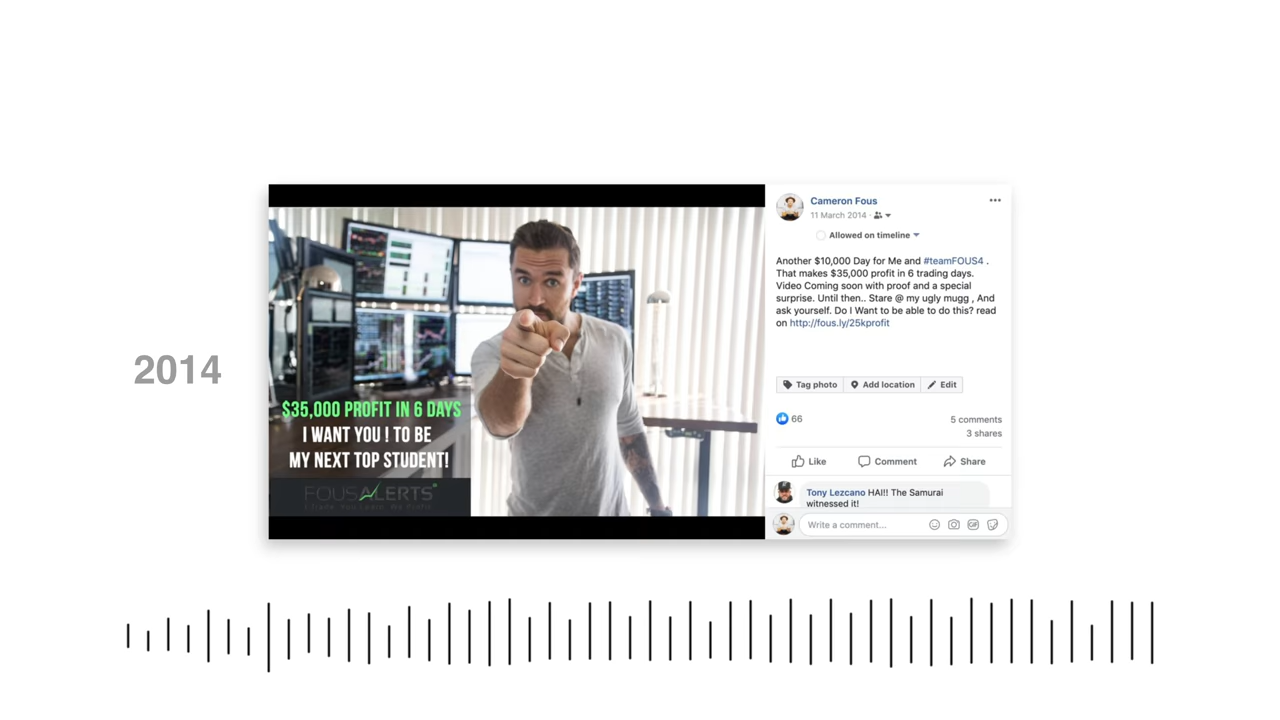 2014
$35,000 PROFIT IN 6 DAYS
I WANT YOU ! TO BE
MY NEXT TOP STUDENT!
FOUSALERTS
Cameron Fous
11 March 2014
Allowed on timeline
Another $10,000 Day for Me and #teamFOUS4 .
That makes $35,000 profit in 6 trading days.
Video Coming soon with proof and a special
surprise. Until then.. Stare @ my ugly mugg , And
ask yourself. Do I Want to be able to do this? read
on http://fous.ly/25kprofit
Tag photo Add location Edit
66 5 comments
3 shares
Like Comment Share
Tony Lezcano HAI!! The Samurai
witnessed it!
Write a comment...
GIF